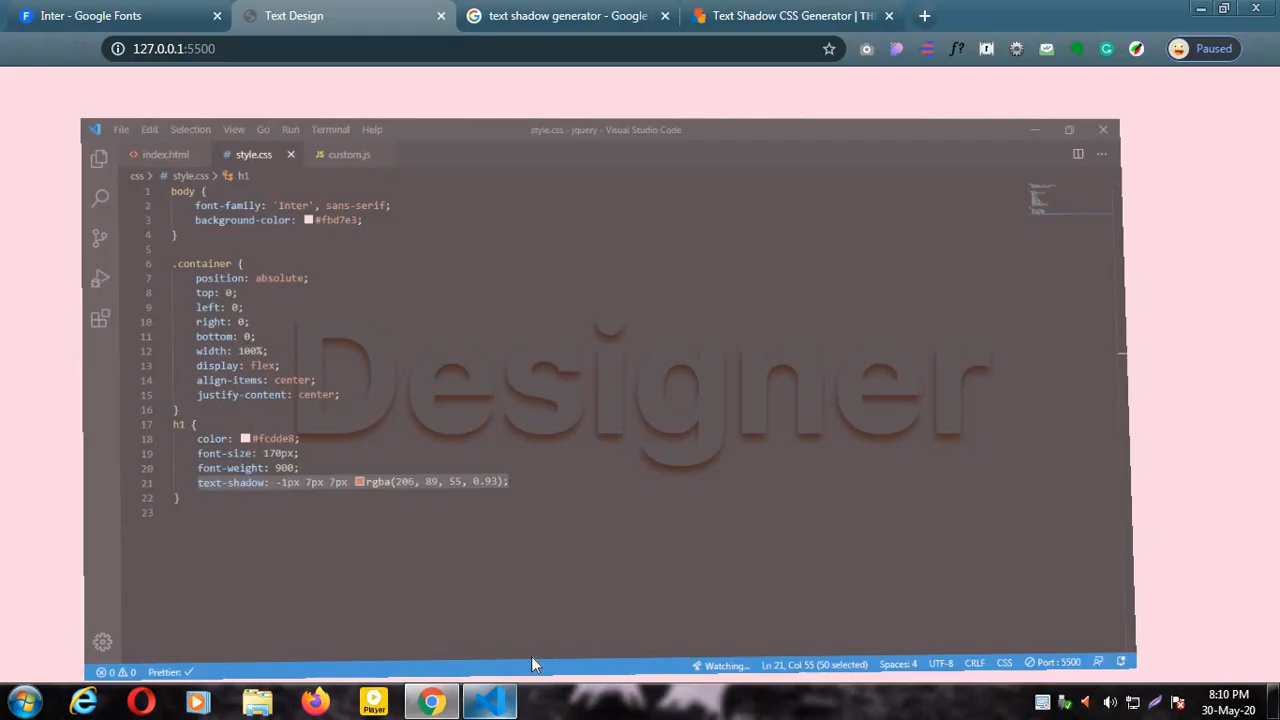 Inter - Google Fonts
Text Design
text shadow generator - Google
Text Shadow CSS Generator | TH
127.0.0.1:5500
f?
Paused
File Edit Selection View Go Run Terminal Help
style.css - jquery - Visual Studio Code
index.html
# style.css
JS custom.js
css > # style.css > h1
1 body {
2 font-family: 'Inter', sans-serif;
3 background-color: #fbd7e3;
4 }
5
6 .container {
7 position: absolute;
8 top: 0;
9 left: 0;
10 right: 0;
11 bottom: 0;
12 width: 100%;
13 display: flex;
14 align-items: center;
15 justify-content: center;
16 }
17 h1 {
18 color: #fcdde8;
19 font-size: 170px;
20 font-weight: 900;
21 text-shadow: -1px 7px 7px rgba(206, 89, 55, 0.93);
22 }
23
Designer
0 0 Prettier: ✓
Watching... Ln 21, Col 55 (50 selected) Spaces: 4 UTF-8 CRLF CSS Port : 5500
Player
8:10 PM
30-May-20